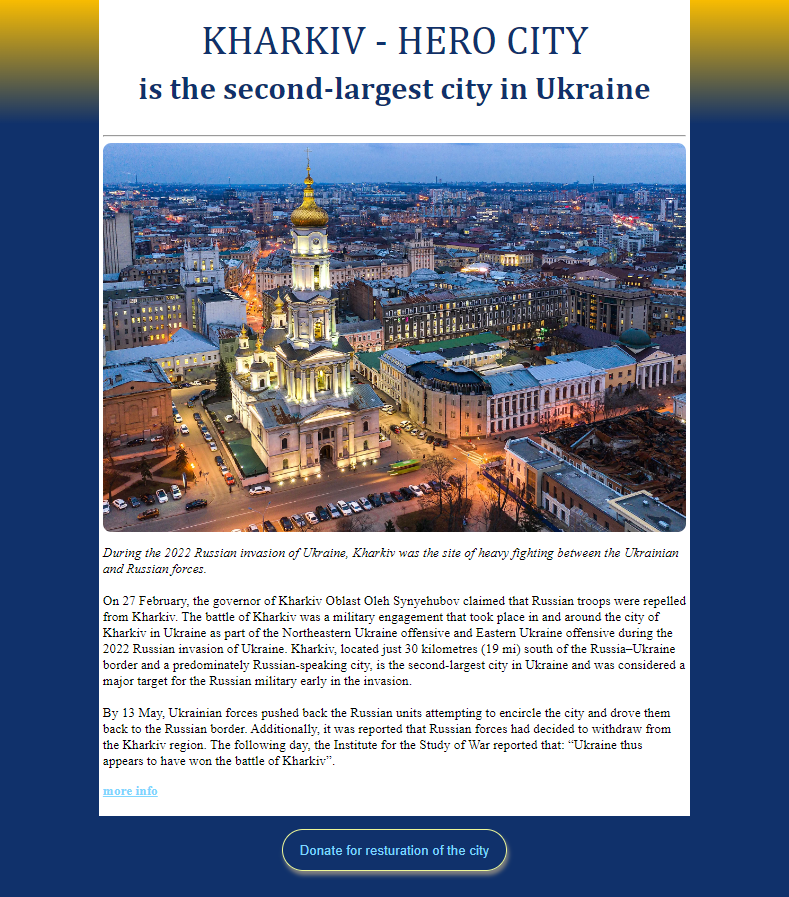 KHARKIV - HERO CITY
is the second-largest city in Ukraine
During the 2022 Russian invasion of Ukraine, Kharkiv was the site of heavy fighting between the Ukrainian
and Russian forces.
On 27 February, the governor of Kharkiv Oblast Oleh Synyehubov claimed that Russian troops were repelled
from Kharkiv. The battle of Kharkiv was a military engagement that took place in and around the city of
Kharkiv in Ukraine as part of the Northeastern Ukraine offensive and Eastern Ukraine offensive during the
2022 Russian invasion of Ukraine. Kharkiv, located just 30 kilometres (19 mi) south of the Russia–Ukraine
border and a predominately Russian-speaking city, is the second-largest city in Ukraine and was considered a
major target for the Russian military early in the invasion.
By 13 May, Ukrainian forces pushed back the Russian units attempting to encircle the city and drove them
back to the Russian border. Additionally, it was reported that Russian forces had decided to withdraw from
the Kharkiv region. The following day, the Institute for the Study of War reported that: “Ukraine thus
appears to have won the battle of Kharkiv”.
more info
Donate for resturation of the city